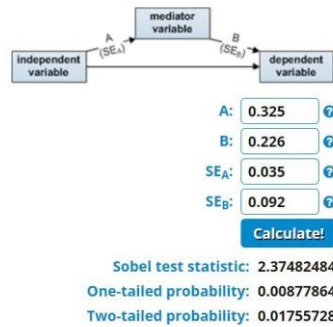 mediator
variable
A
(SEA)
B
(SEB)
independent
variable
dependent
variable
A: 0.325 ?
B: 0.226 ?
SEA: 0.035 ?
SEB: 0.092 ?
Calculate!
Sobel test statistic: 2.37482484
One-tailed probability: 0.00877864
Two-tailed probability: 0.01755728